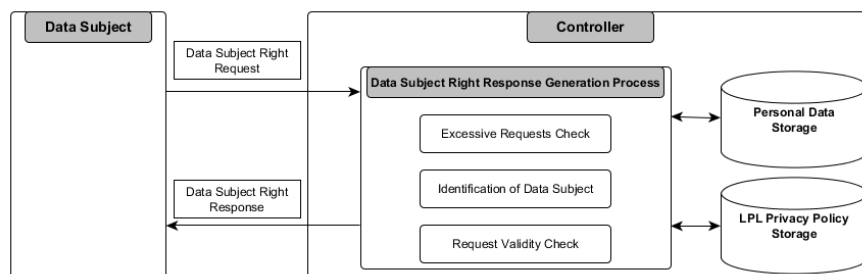 Data Subject
Controller
Data Subject Right
Request
Data Subject Right Response Generation Process
Excessive Requests Check
Personal Data
Storage
Identification of Data Subject
Data Subject Right
Response
LPL Privacy Policy
Storage
Request Validity Check